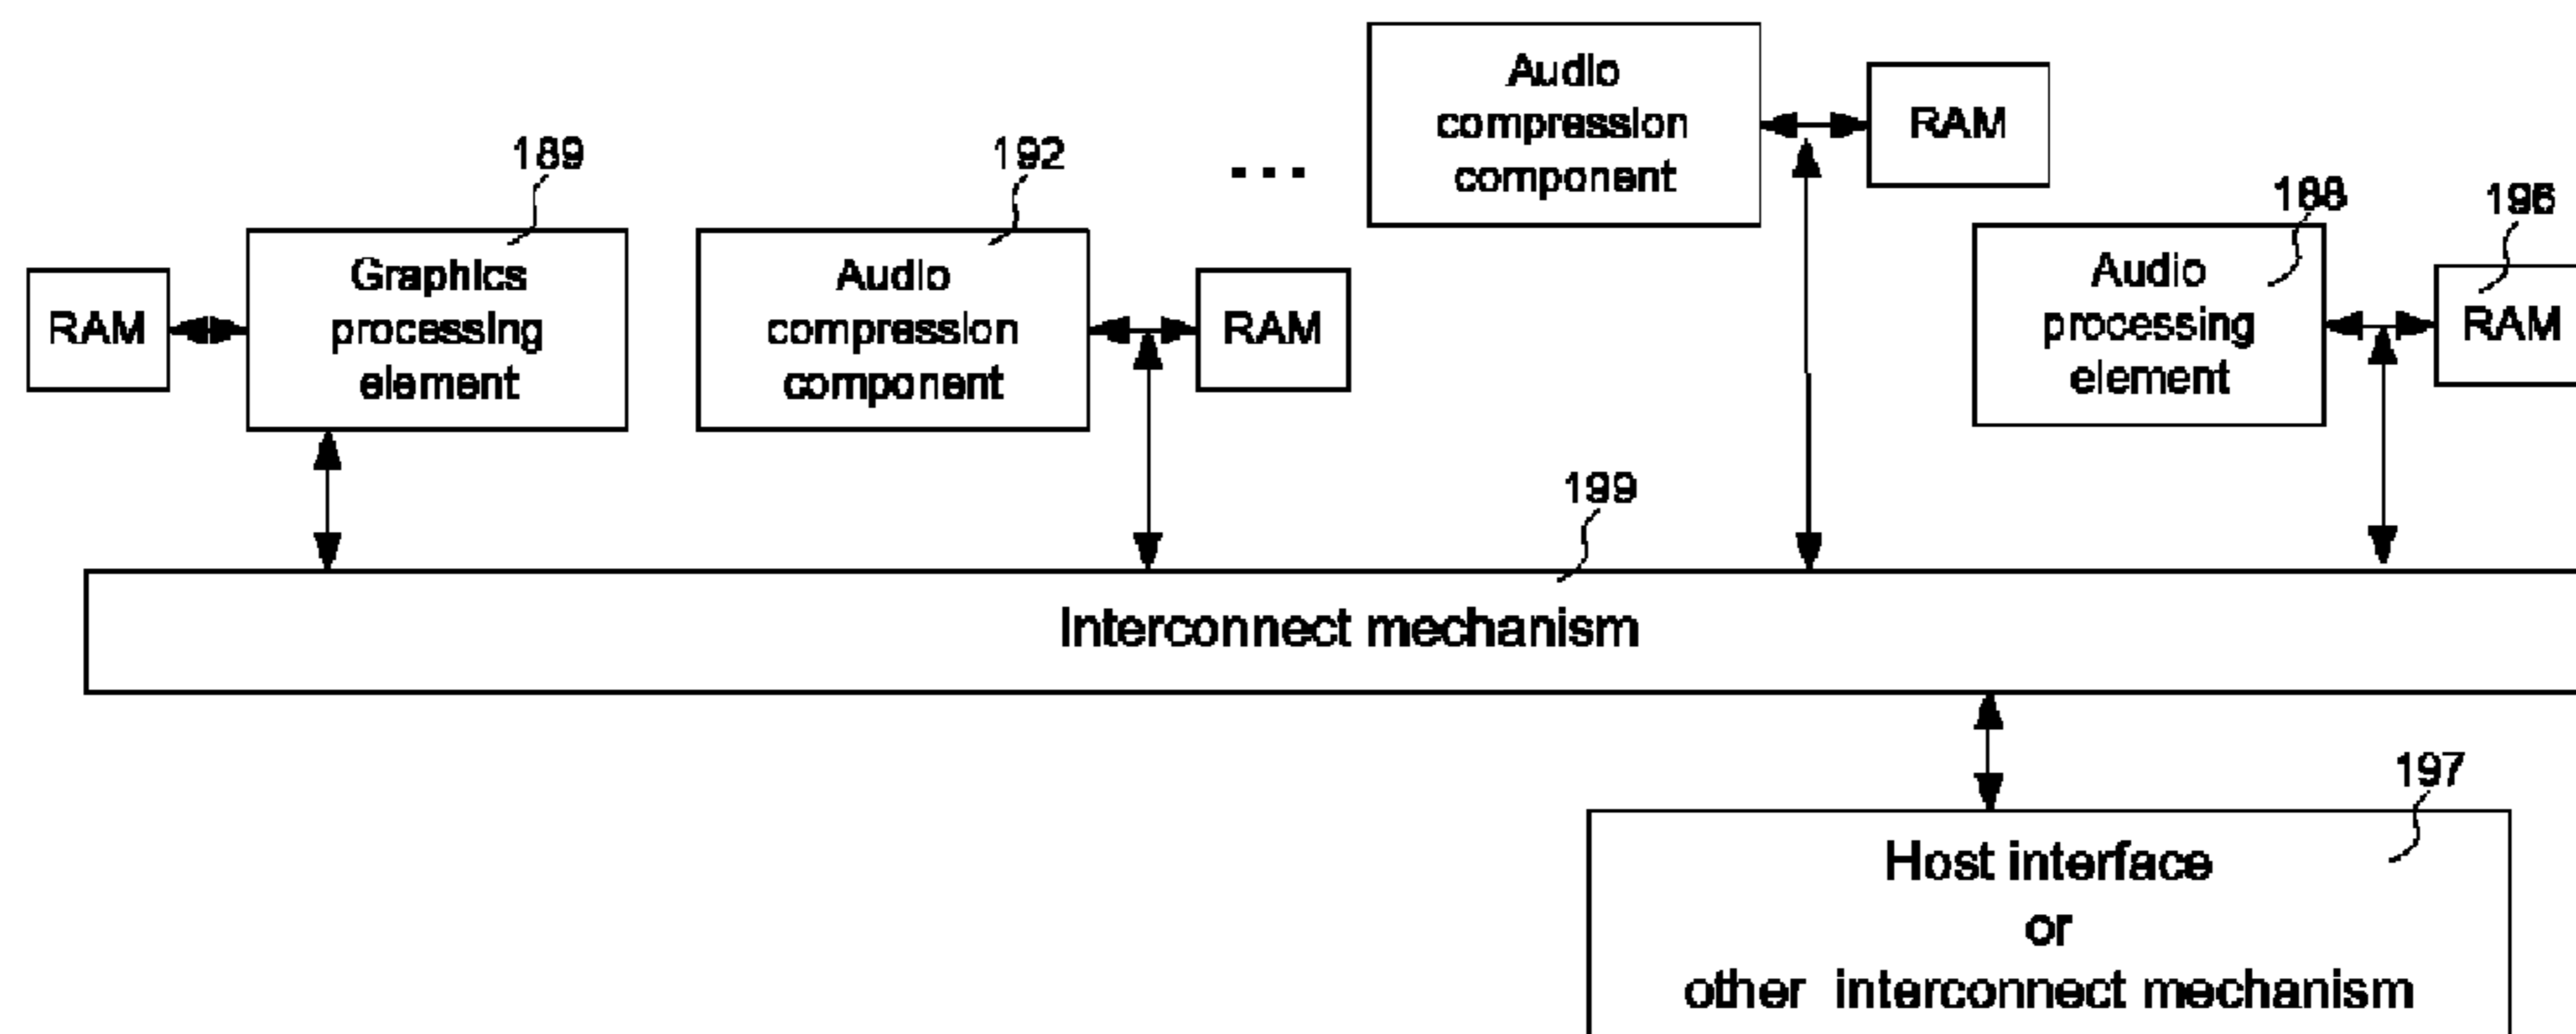 Audio
compression
component
RAM
189
192
...
188
196
RAM
Graphics
processing
element
Audio
compression
component
RAM
Audio
processing
element
RAM
199
Interconnect mechanism
197
Host interface
or
other interconnect mechanism